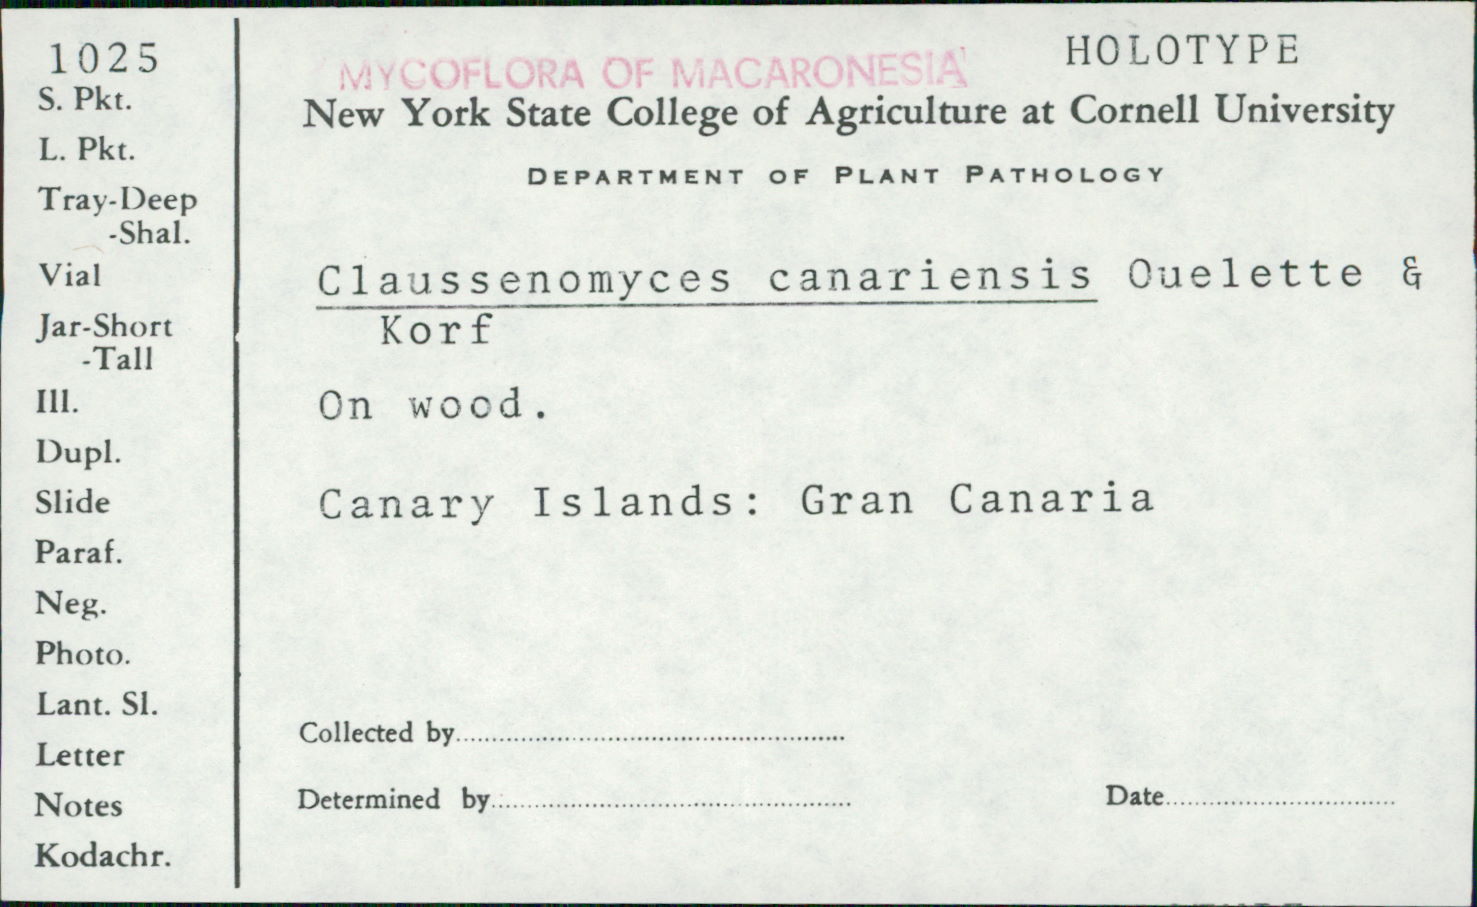 1025
S. Pkt.
L. Pkt.
Tray-Deep
-Shal.
Vial
Jar-Short
-Tall
Ill.
Dupl.
Slide
Paraf.
Neg.
Photo.
Lant. Sl.
Letter
Notes
Kodachr.
HOLOTYPE
MYCOFLORA OF MACARONESIA
New York State College of Agriculture at Cornell University
DEPARTMENT OF PLANT PATHOLOGY
Claussenomyces canariensis Ouelette &
Korf
On wood.
Canary Islands: Gran Canaria
Collected by
Determined by
Date